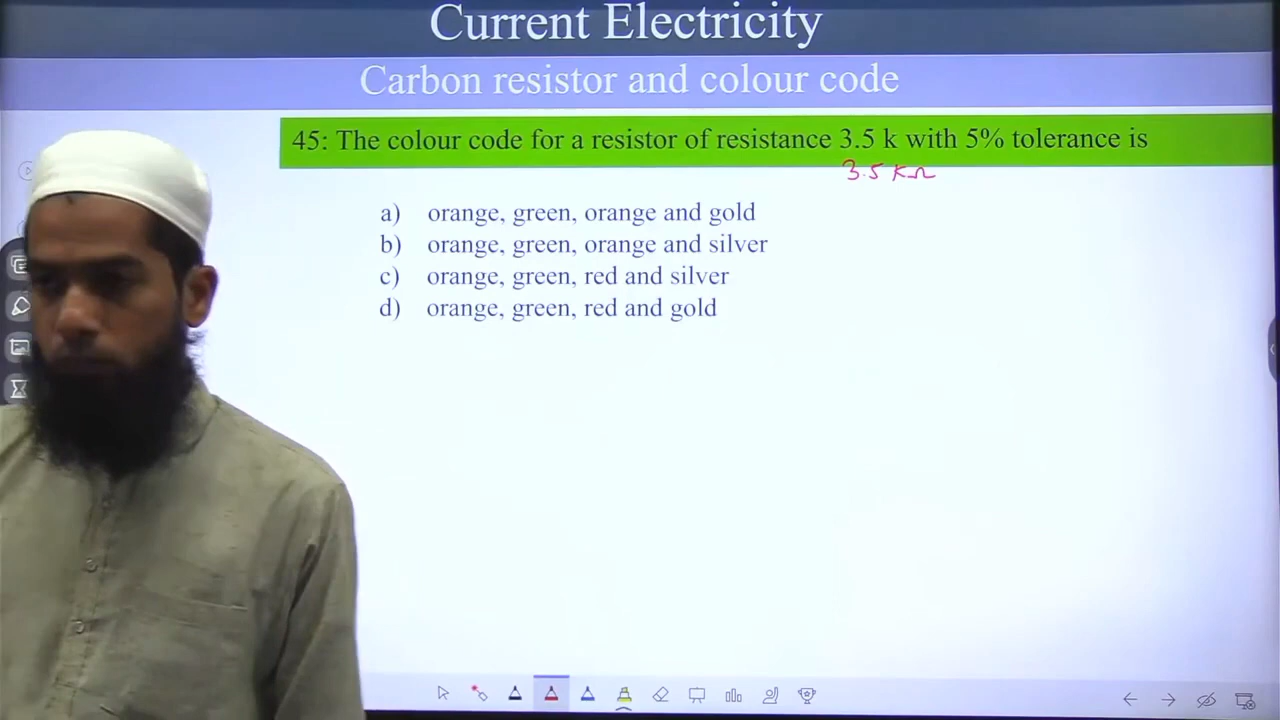 Current Electricity
Carbon resistor and colour code
45: The colour code for a resistor of resistance 3.5 k with 5% tolerance is
3.5 KΩ
a) orange, green, orange and gold
b) orange, green, orange and silver
c) orange, green, red and silver
d) orange, green, red and gold